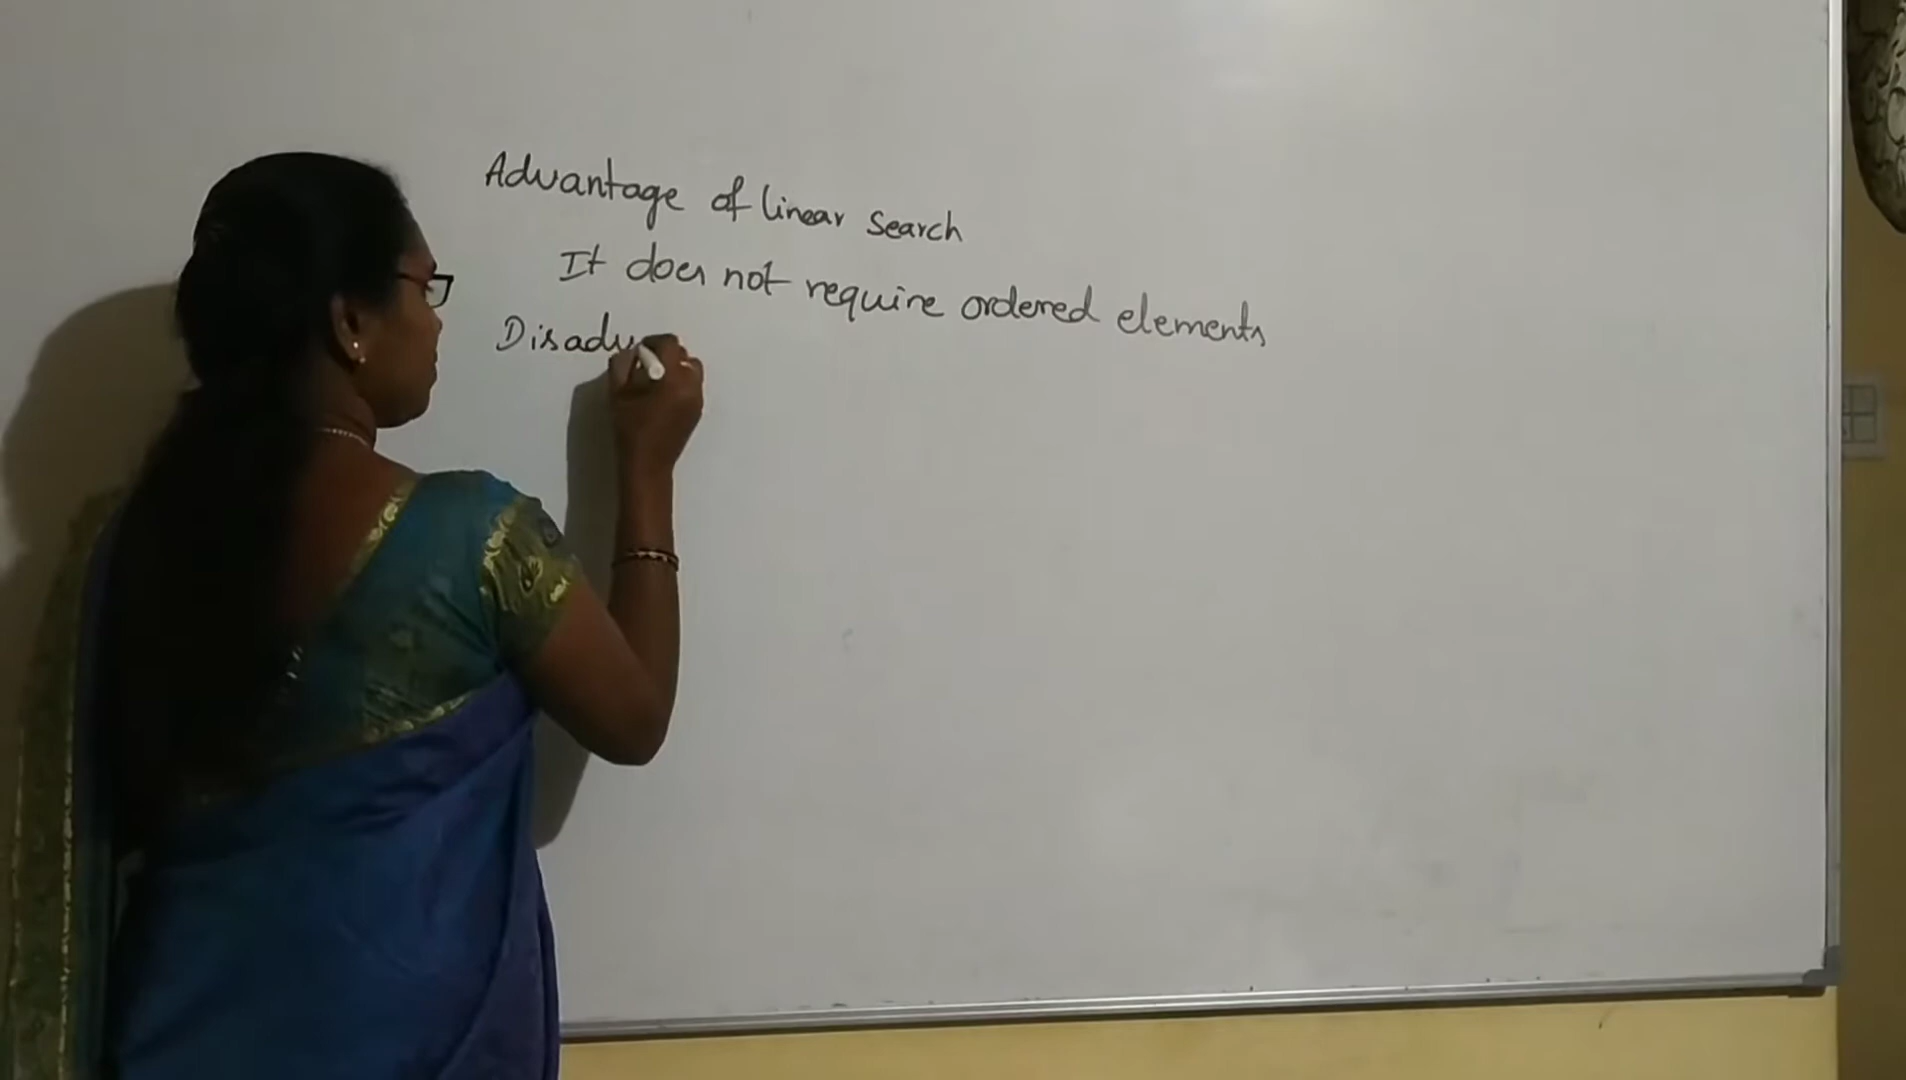 Advantage of linear search
It does not require ordered elements
Disadv